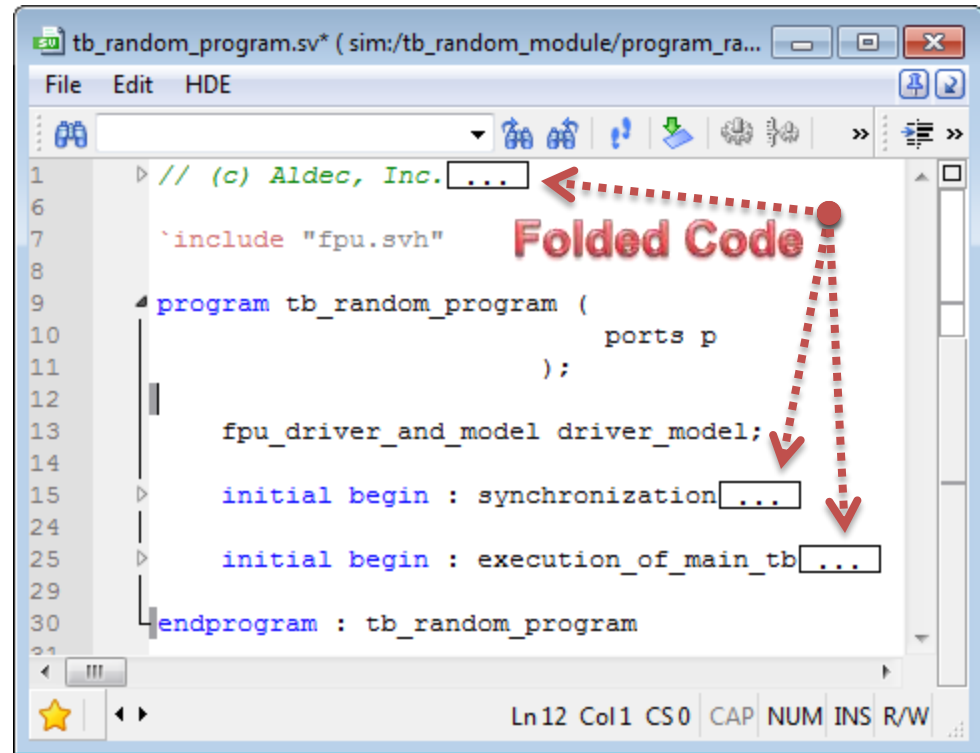 tb_random_program.sv* ( sim:/tb_random_module/program_ra...
File Edit HDE
1 // (c) Aldec, Inc. ...
6
7 `include "fpu.svh"
Folded Code
8
9 program tb_random_program (
10 ports p
11 );
12
13 fpu_driver_and_model driver_model;
14
15 initial begin : synchronization ...
24
25 initial begin : execution_of_main_tb ...
29
30 endprogram : tb_random_program
31
Ln 12 Col 1 CS 0 CAP NUM INS R/W